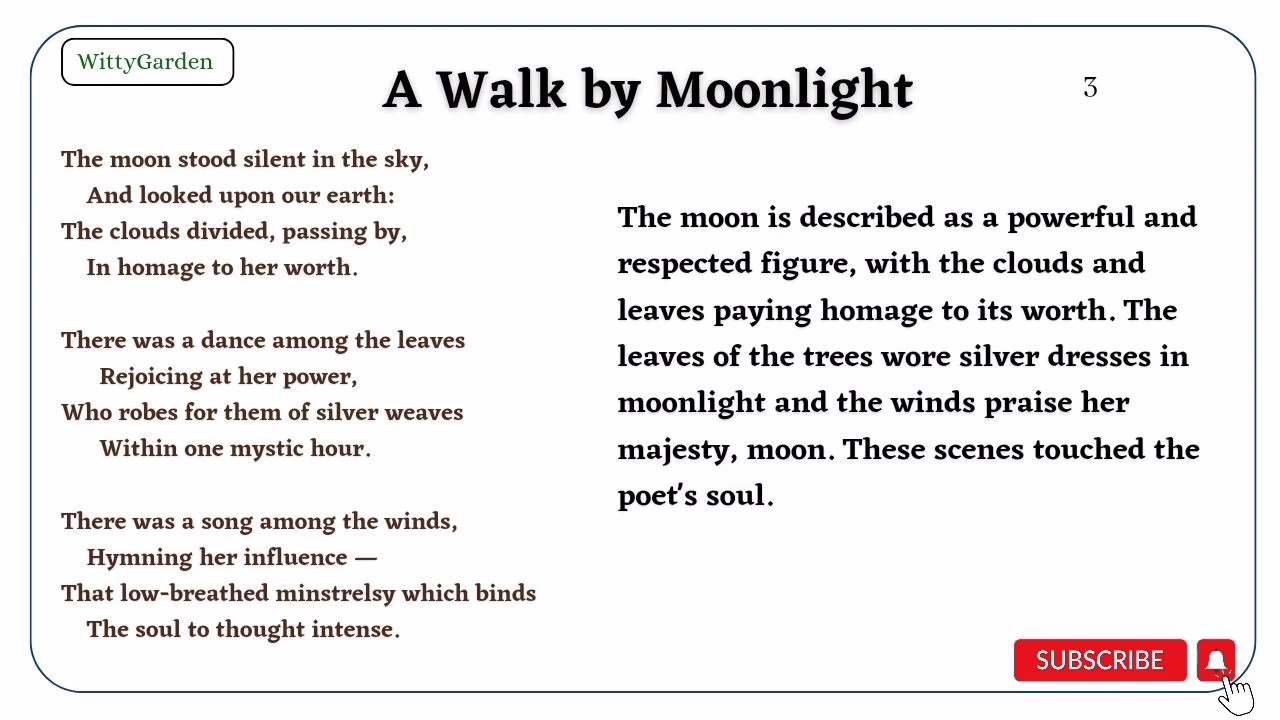 WittyGarden
A Walk by Moonlight
3
The moon stood silent in the sky,
And looked upon our earth:
The clouds divided, passing by,
In homage to her worth.
There was a dance among the leaves
Rejoicing at her power,
Who robes for them of silver weaves
Within one mystic hour.
There was a song among the winds,
Hymning her influence —
That low-breathed minstrelsy which binds
The soul to thought intense.
The moon is described as a powerful and
respected figure, with the clouds and
leaves paying homage to its worth. The
leaves of the trees wore silver dresses in
moonlight and the winds praise her
majesty, moon. These scenes touched the
poet's soul.
SUBSCRIBE